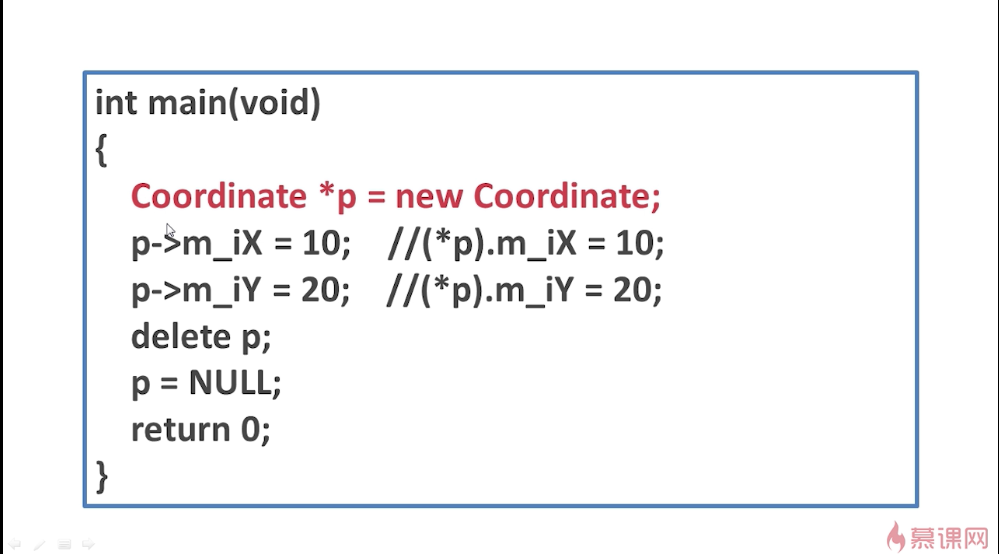 int main(void)
{
Coordinate *p = new Coordinate;
p->m_iX = 10; //(*p).m_iX = 10;
p->m_iY = 20; //(*p).m_iY = 20;
delete p;
p = NULL;
return 0;
}
慕课网